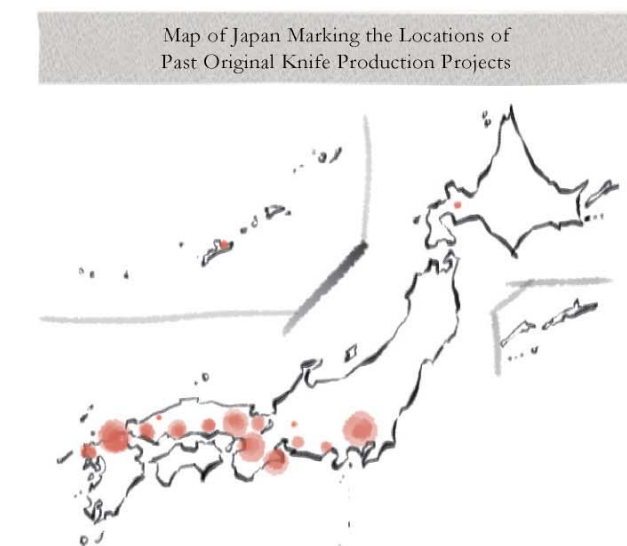 Map of Japan Marking the Locations of
Past Original Knife Production Projects